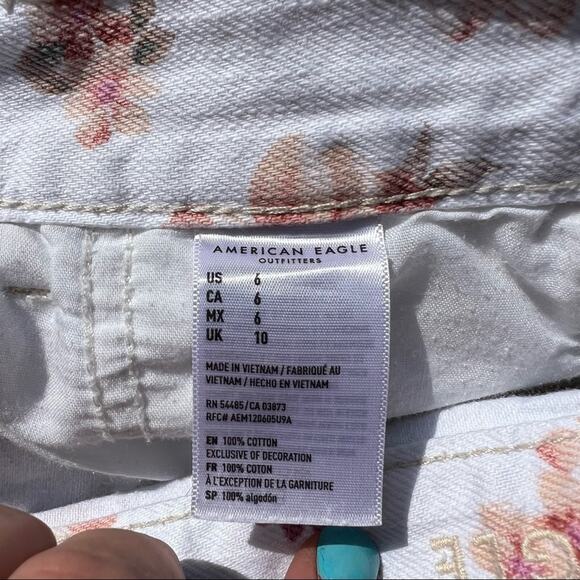 AMERICAN EAGLE
OUTFITTERS
US 6
CA 6
MX 6
UK 10
MADE IN VIETNAM / FABRIQUÉ AU
VIETNAM / HECHO EN VIETNAM
RN 54485/CA 03873
RFC# AEM120605U9A
EN 100% COTTON
EXCLUSIVE OF DECORATION
FR 100% COTON
À L'EXCEPTION DE LA GARNITURE
SP 100% algodón